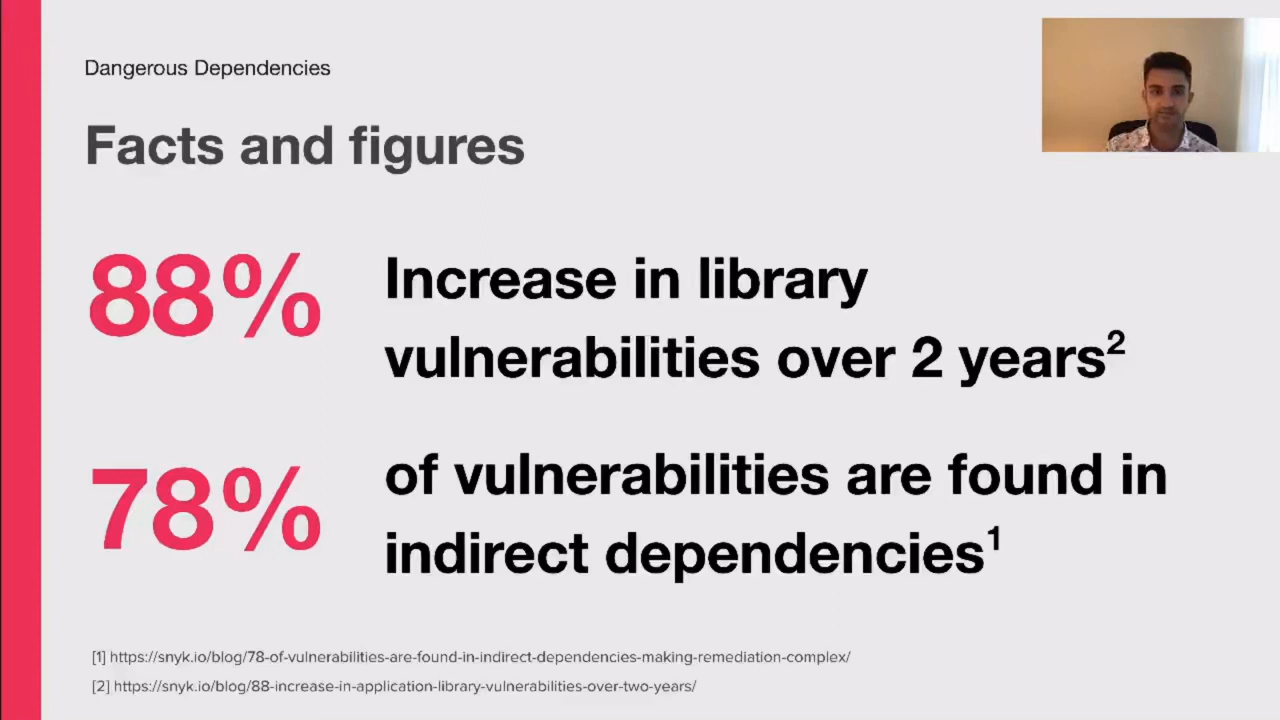 Dangerous Dependencies
Facts and figures
88%
Increase in library
vulnerabilities over 2 years²
78%
of vulnerabilities are found in
indirect dependencies¹
[1] https://snyk.io/blog/78-of-vulnerabilities-are-found-in-indirect-dependencies-making-remediation-complex/
[2] https://snyk.io/blog/88-increase-in-application-library-vulnerabilities-over-two-years/